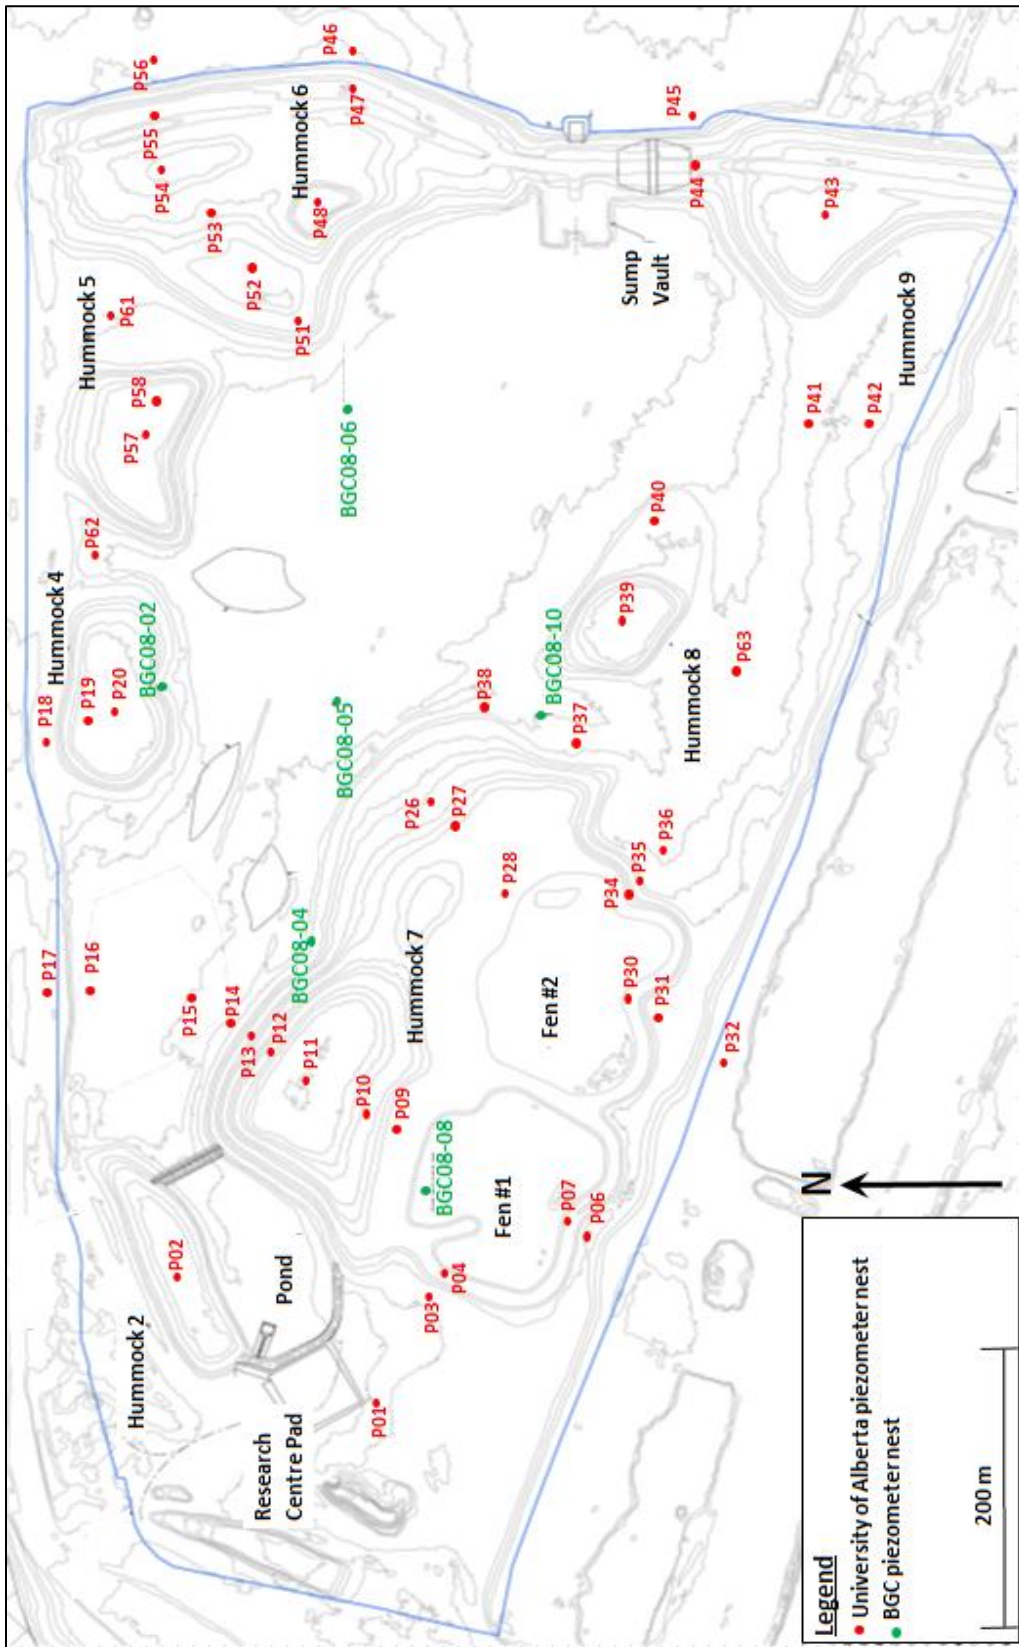 Hummock 2
Research
Centre Pad
Pond
P01
P02
P03
P04
Fen #1
P06
P07
BGC08-08
P09
P10
P11
P12
P13
P14
P15
P16
P17
BGC08-04
Hummock 7
Fen #2
P30
P31
P32
P28
P34
P35
P36
P27
P26
BGC08-05
P18
P19
P20
Hummock 4
BGC08-02
P62
P38
P37
BGC08-10
Hummock 8
P63
P39
P40
BGC08-06
P57
P58
Hummock 5
P61
P51
P52
P53
P54
P55
P56
P48
Hummock 6
P47
P46
Sump
Vault
P45
P44
P43
P41
P42
Hummock 9
N
Legend
University of Alberta piezometer nest
BGC piezometer nest
200 m